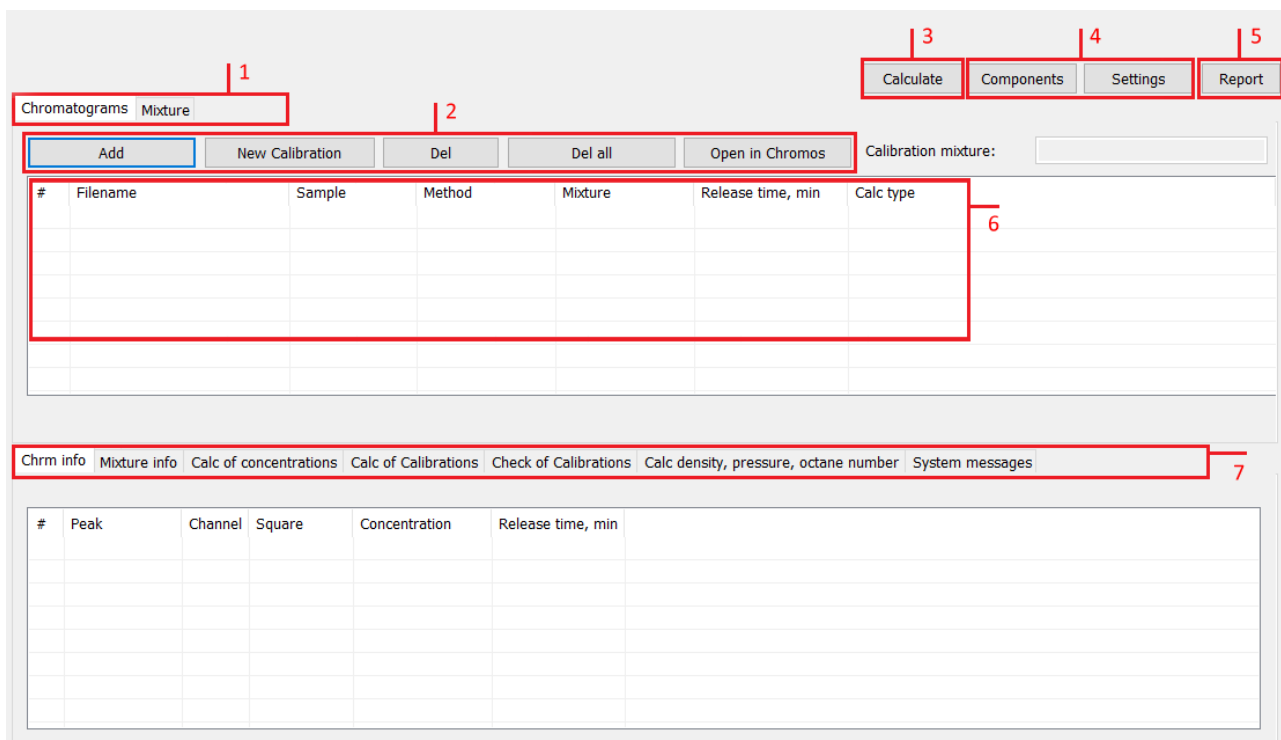 3 4 5
Calculate Components Settings Report
1
Chromatograms Mixture
2
Add New Calibration Del Del all Open in Chromos Calibration mixture:
# Filename Sample Method Mixture Release time, min Calc type
6
Chrm info Mixture info Calc of concentrations Calc of Calibrations Check of Calibrations Calc density, pressure, octane number System messages
7
# Peak Channel Square Concentration Release time, min